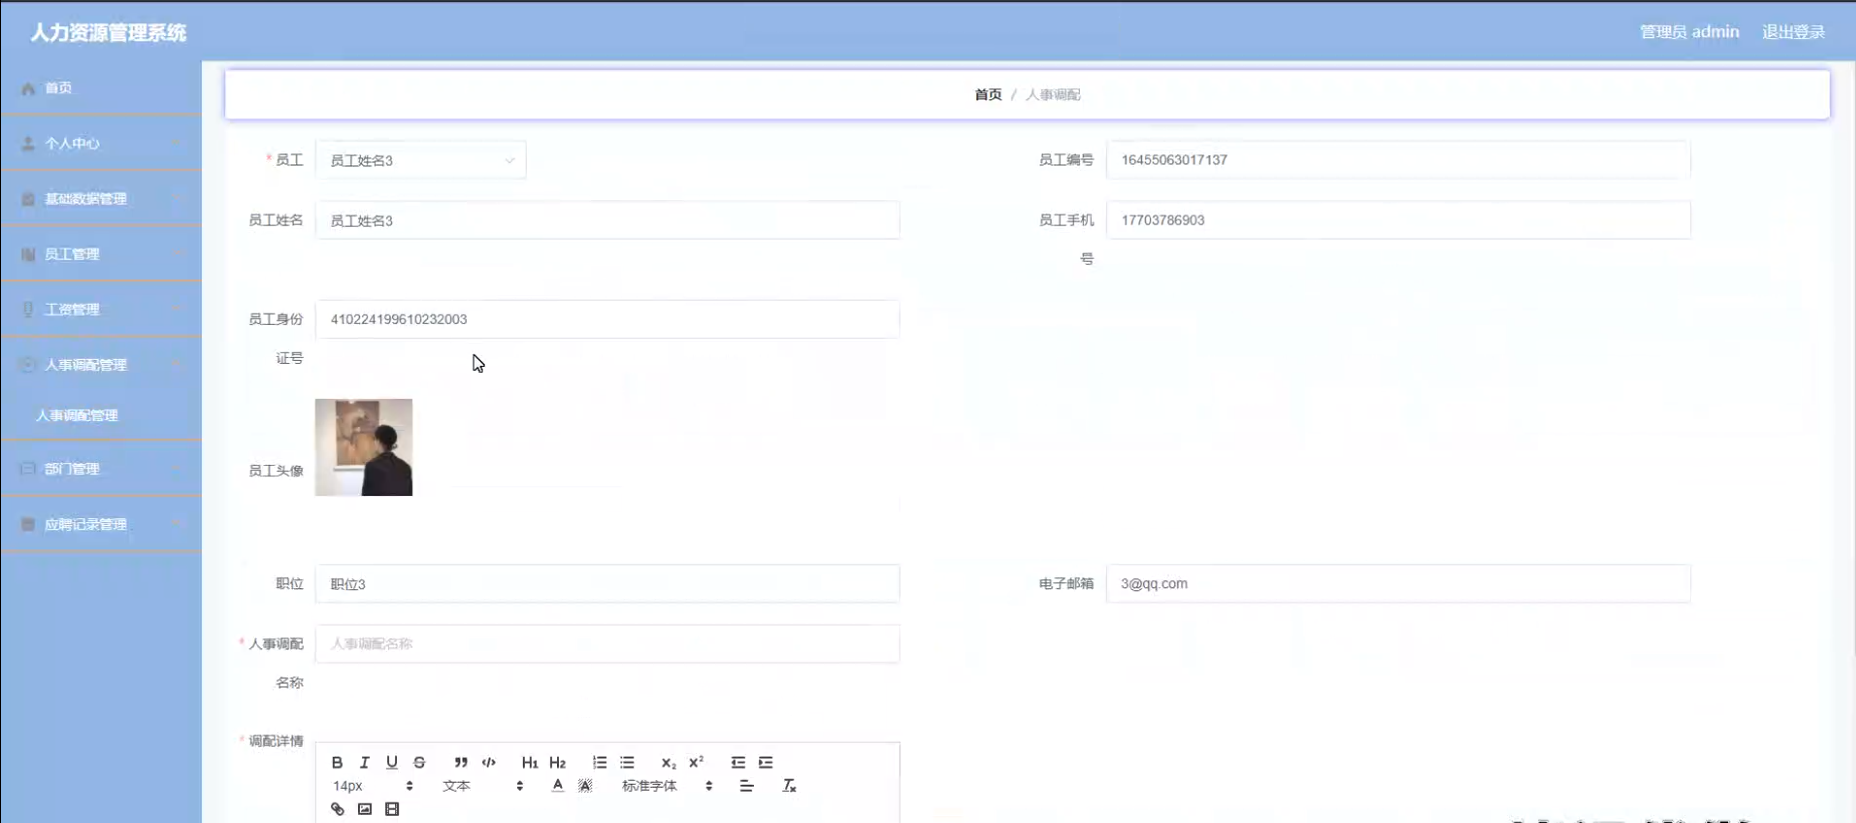 人力资源管理系统
管理员 admin 退出登录
首页
个人中心
基础数据管理
员工管理
工资管理
人事调配管理
人事调配管理
部门管理
应聘记录管理
首页 / 人事调配
* 员工 员工姓名3
员工编号 16455063017137
员工姓名 员工姓名3
员工手机号 17703786903
员工身份证号 410224199610232003
员工头像
职位 职位3
电子邮箱 3@qq.com
* 人事调配名称 人事调配名称
* 调配详情
B I U S ” </> H1 H2 x₂ x²
14px 文本 A A 标准字体 Tx